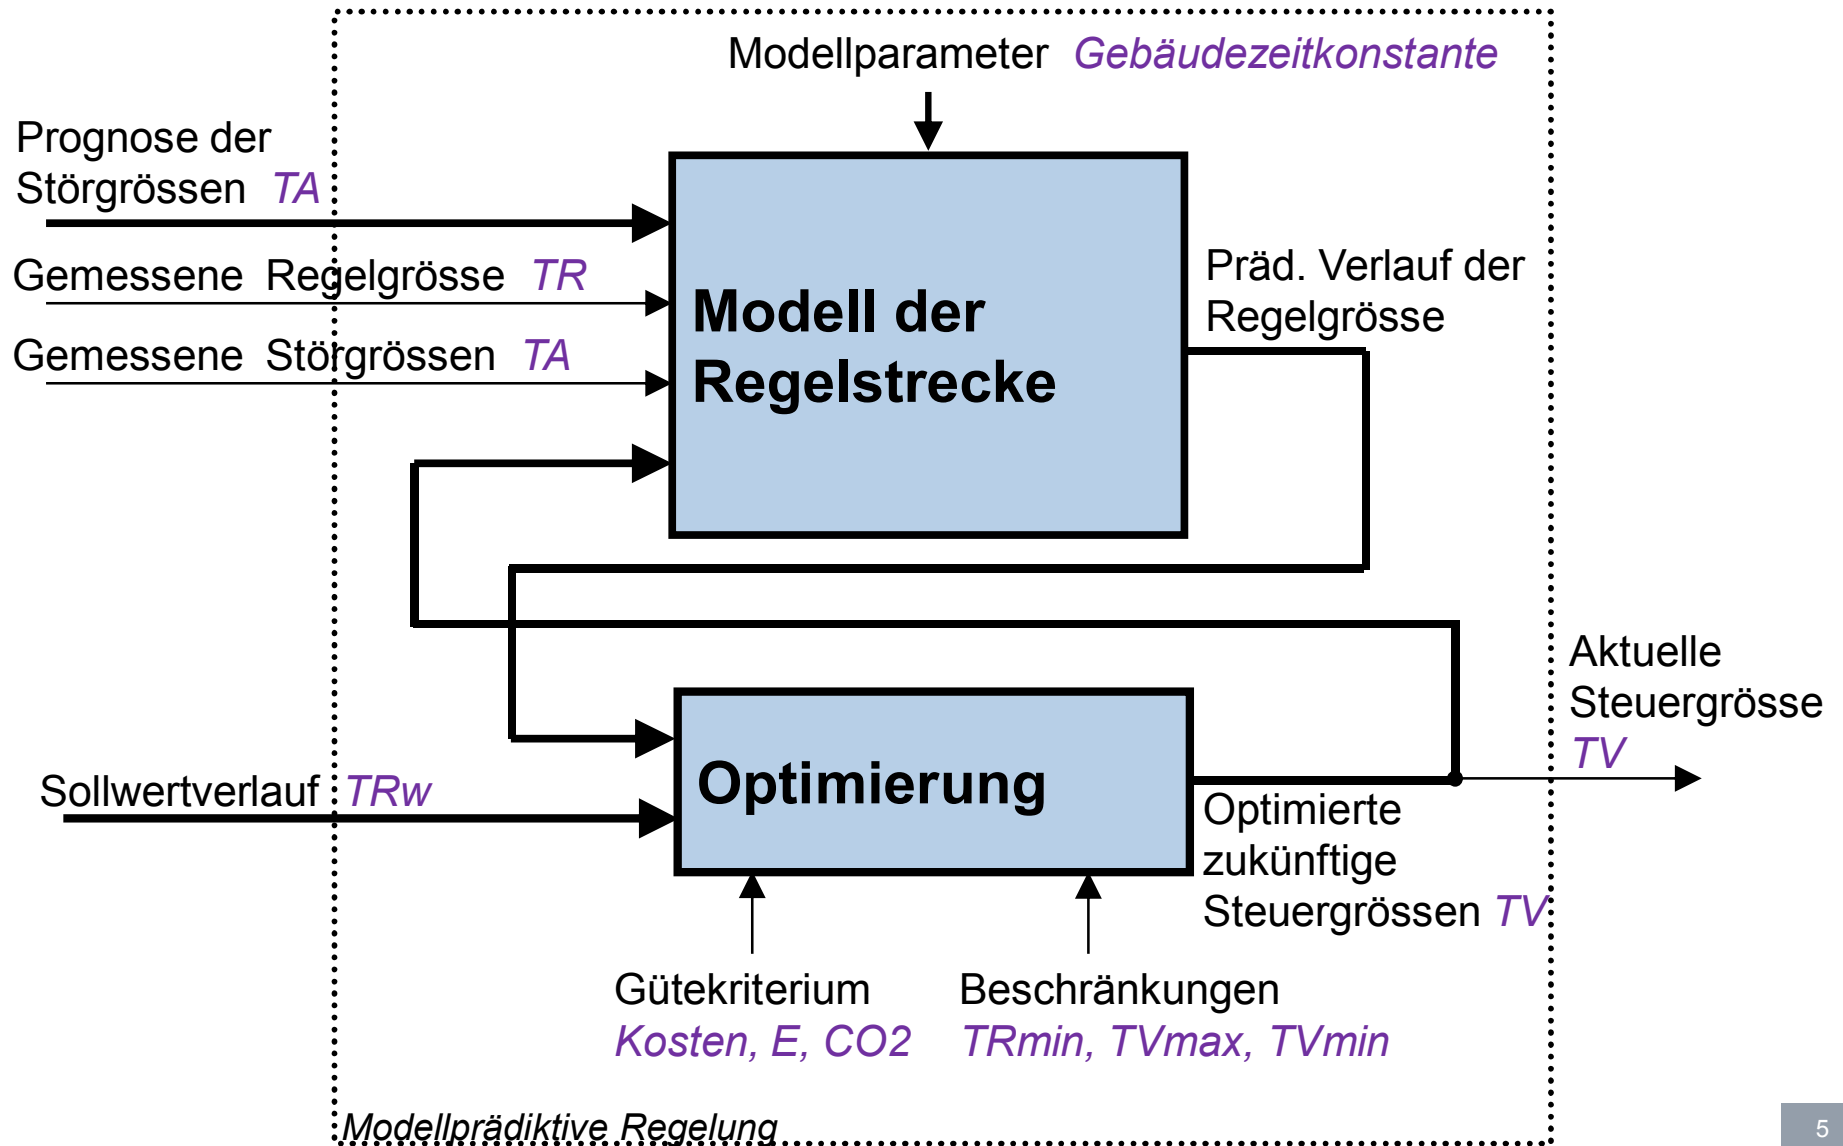 Modellparameter Gebäudezeitkonstante
Prognose der
Störgrössen TA
Gemessene Regelgrösse TR
Gemessene Störgrössen TA
Modell der
Regelstrecke
Präd. Verlauf der
Regelgrösse
Aktuelle
Steuergrösse
TV
Sollwertverlauf TRw
Optimierung
Optimierte
zukünftige
Steuergrössen TV
Gütekriterium
Kosten, E, CO2
Beschränkungen
TRmin, TVmax, TVmin
Modellprädiktive Regelung
5